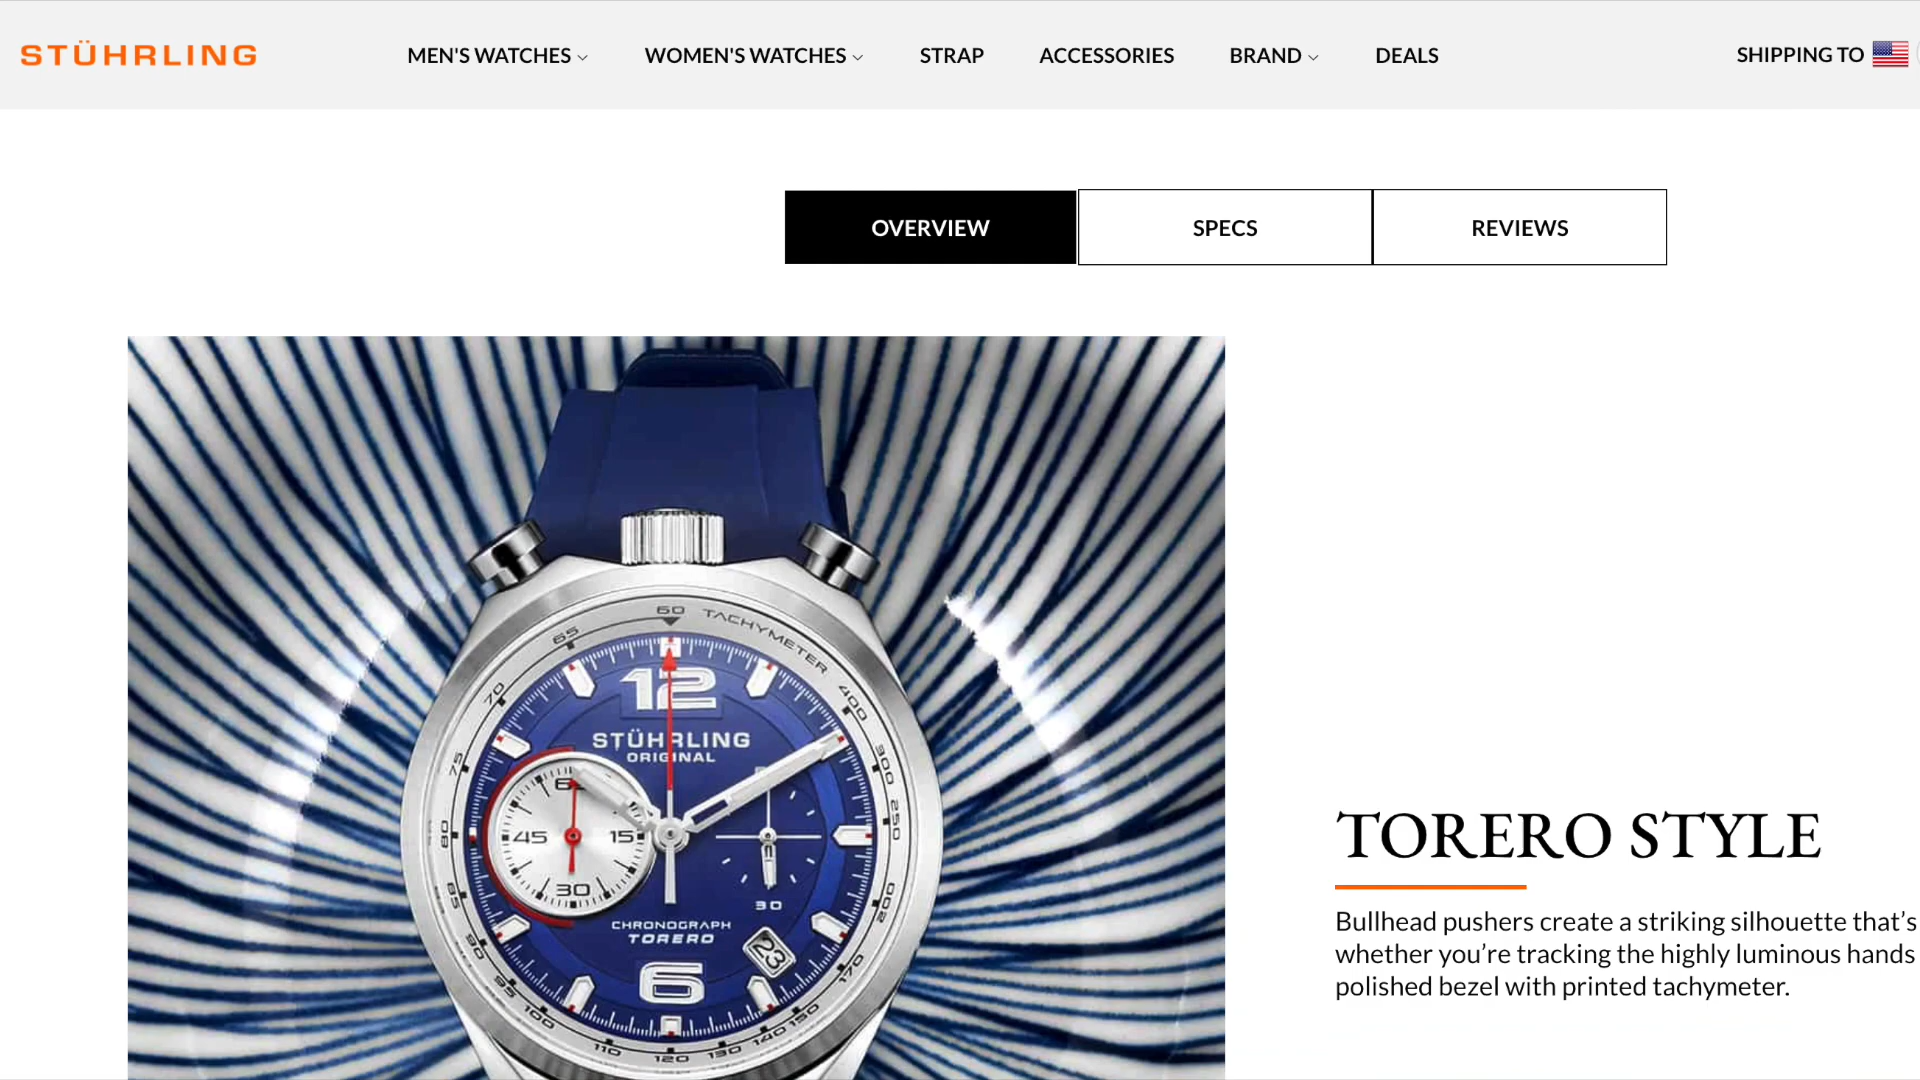 STÜHRLING
MEN'S WATCHES
WOMEN'S WATCHES
STRAP
ACCESSORIES
BRAND
DEALS
SHIPPING TO
OVERVIEW
SPECS
REVIEWS
60 TACHYMETER
65
70
75
80
85
90
95
100
110
120
130
140
150
170
200
250
300
400
12
STÜHRLING
ORIGINAL
45
15
30
30
CHRONOGRAPH
TORERO
23
6
TORERO STYLE
Bullhead pushers create a striking silhouette that's
whether you're tracking the highly luminous hands
polished bezel with printed tachymeter.